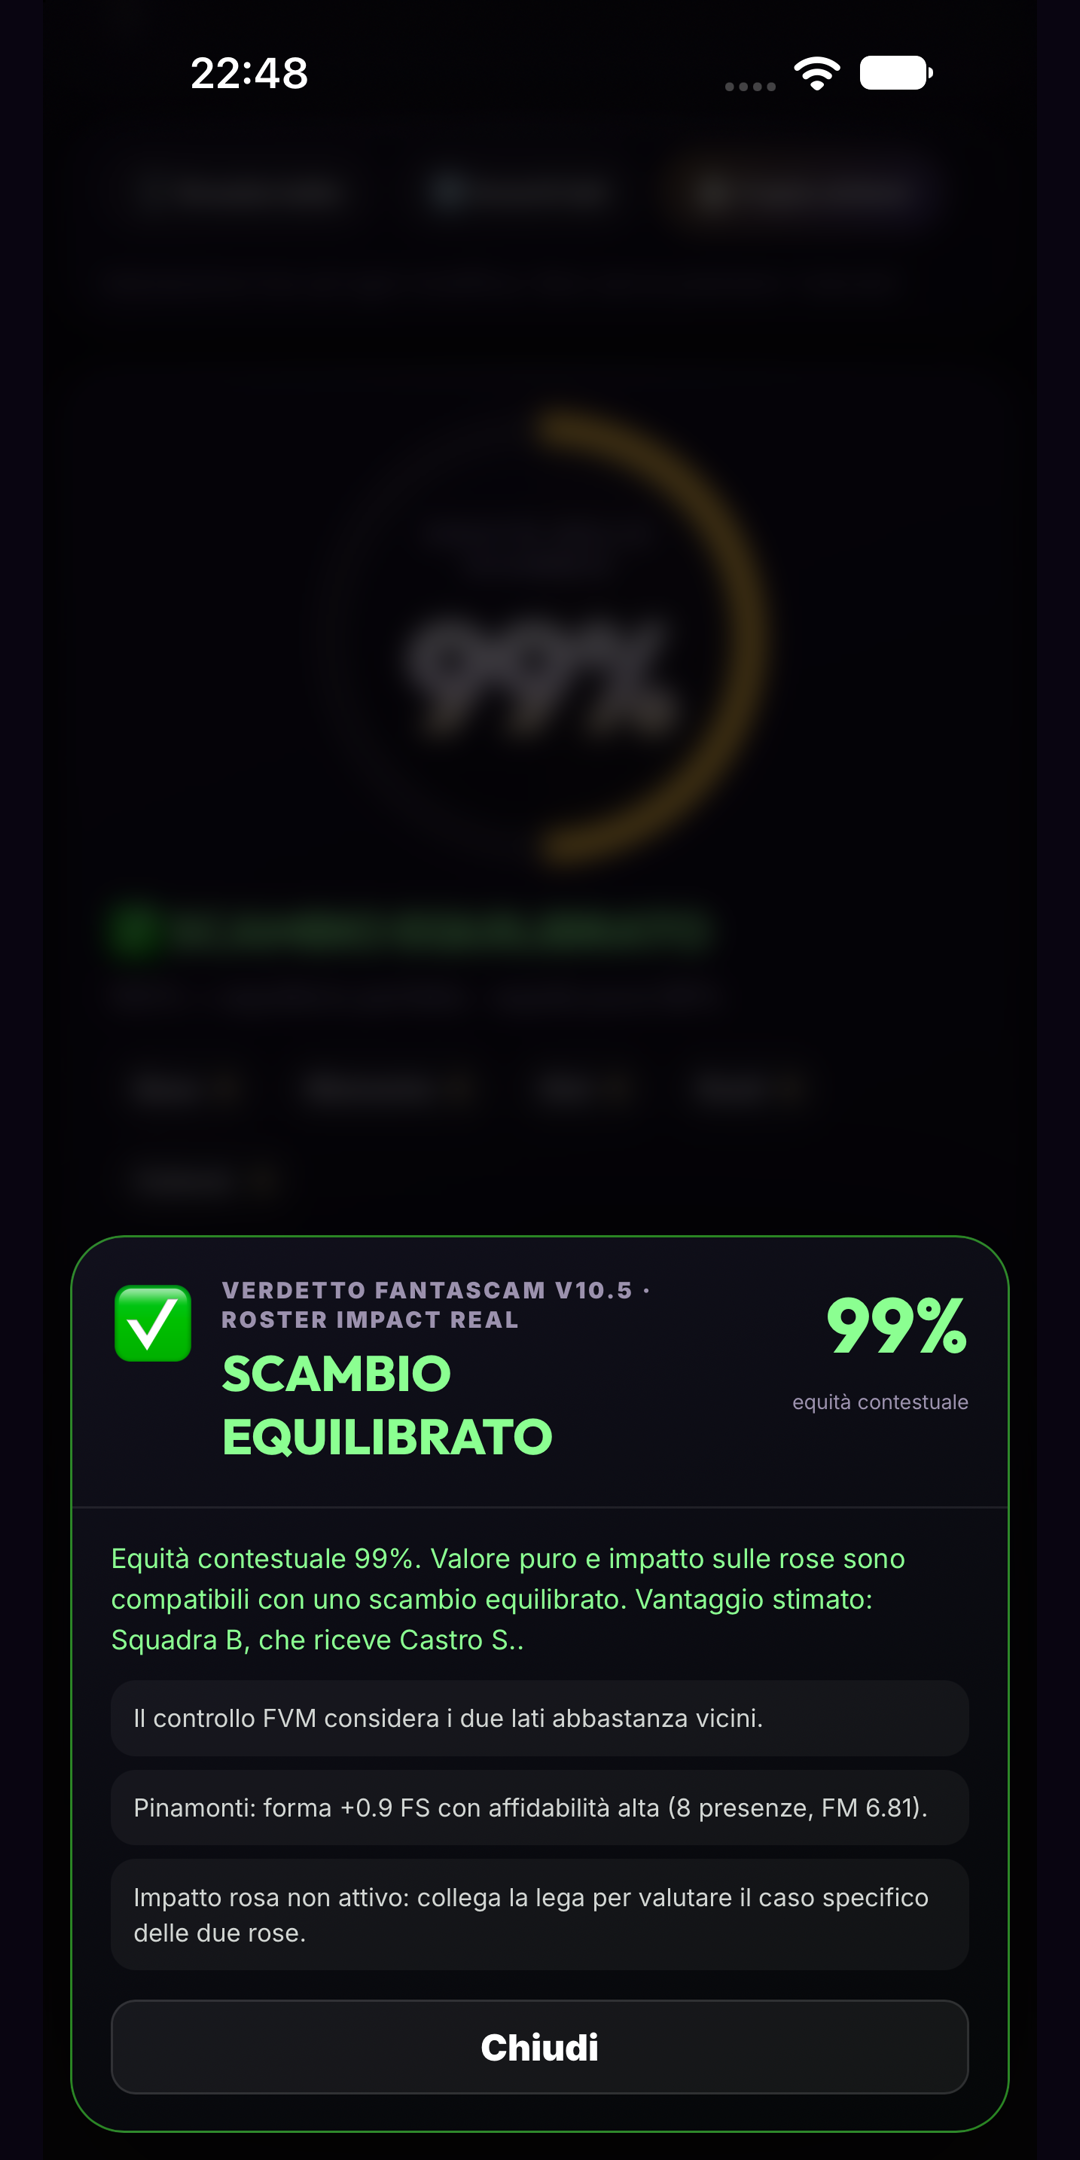 22:48
99%
VERDETTO FANTASCAM V10.5 ·
ROSTER IMPACT REAL
SCAMBIO
EQUILIBRATO
99%
equità contestuale
Equità contestuale 99%. Valore puro e impatto sulle rose sono
compatibili con uno scambio equilibrato. Vantaggio stimato:
Squadra B, che riceve Castro S..
Il controllo FVM considera i due lati abbastanza vicini.
Pinamonti: forma +0.9 FS con affidabilità alta (8 presenze, FM 6.81).
Impatto rosa non attivo: collega la lega per valutare il caso specifico
delle due rose.
Chiudi